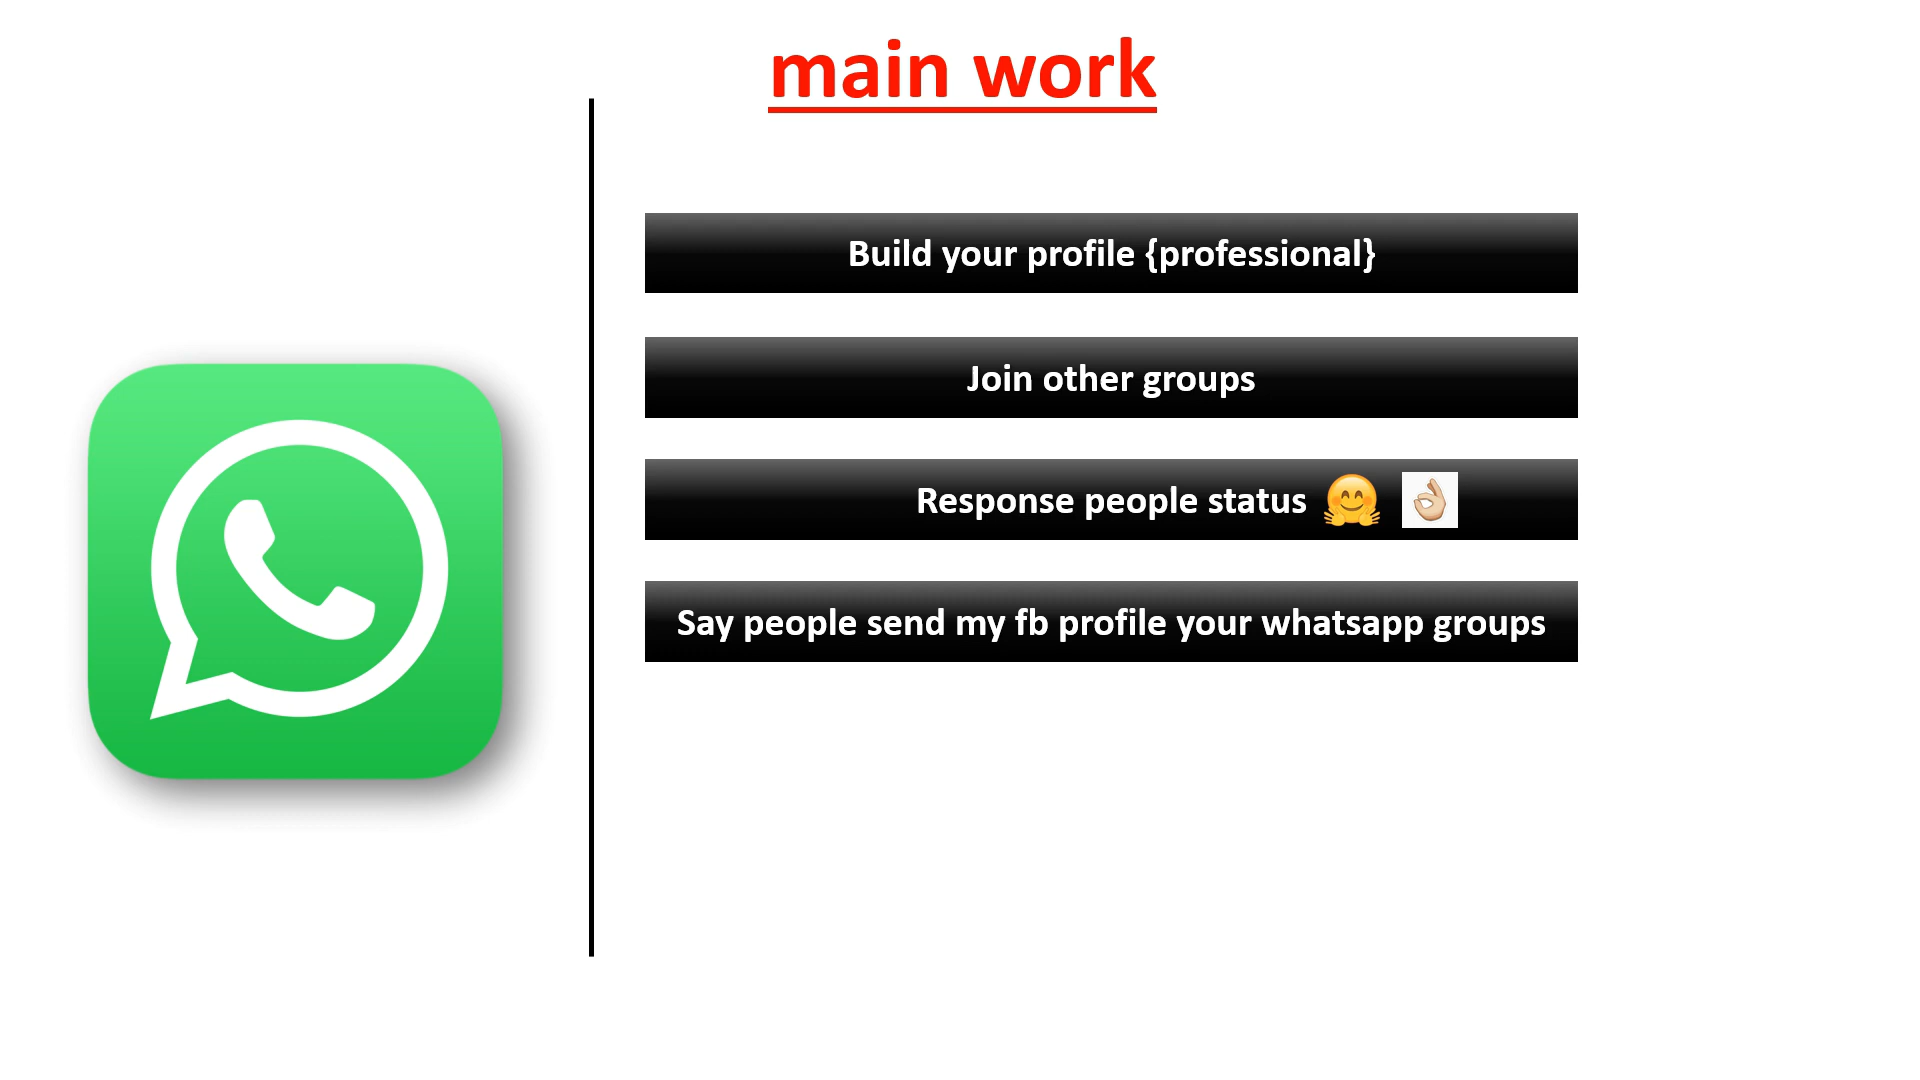 main work
Build your profile {professional}
Join other groups
Response people status 🤗 👌🏼
Say people send my fb profile your whatsapp groups